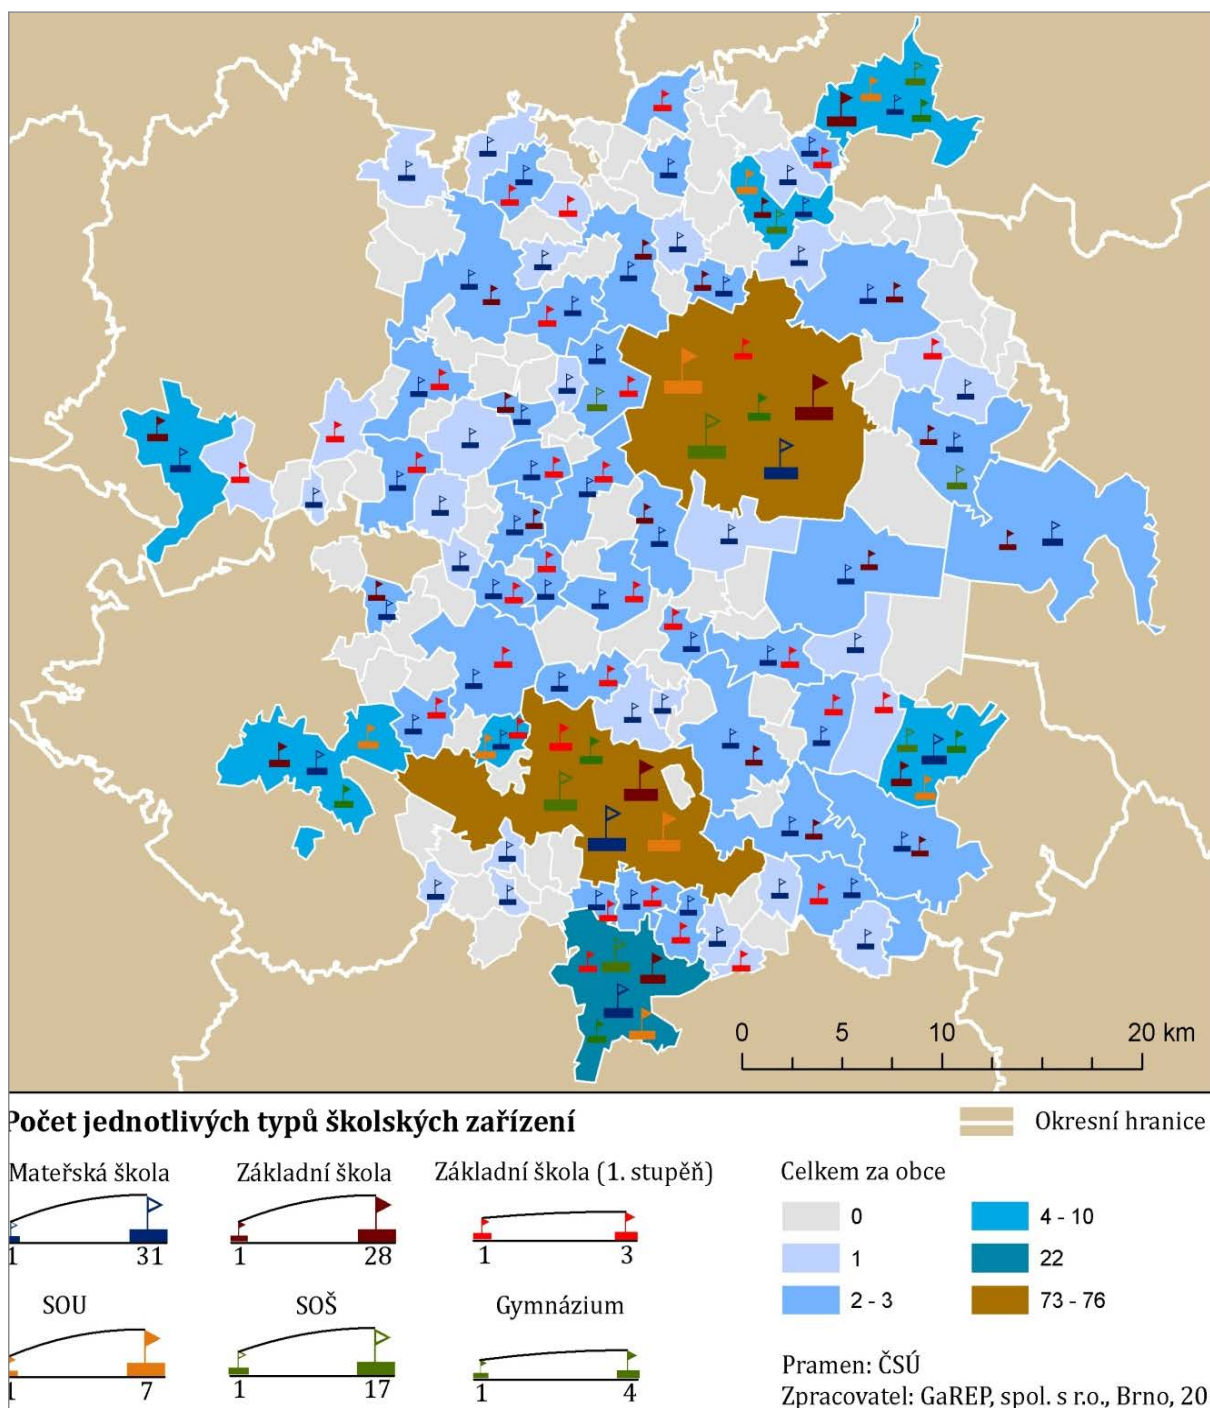 0 5 10 20 km
Počet jednotlivých typů školských zařízení
Okresní hranice
Mateřská škola
Základní škola
Základní škola (1. stupěň)
Celkem za obce
1 31
1 28
1 3
0
4 - 10
1
22
2 - 3
73 - 76
SOU
SOŠ
Gymnázium
1 7
1 17
1 4
Pramen: ČSÚ
Zpracovatel: GaREP, spol. s r.o., Brno, 20